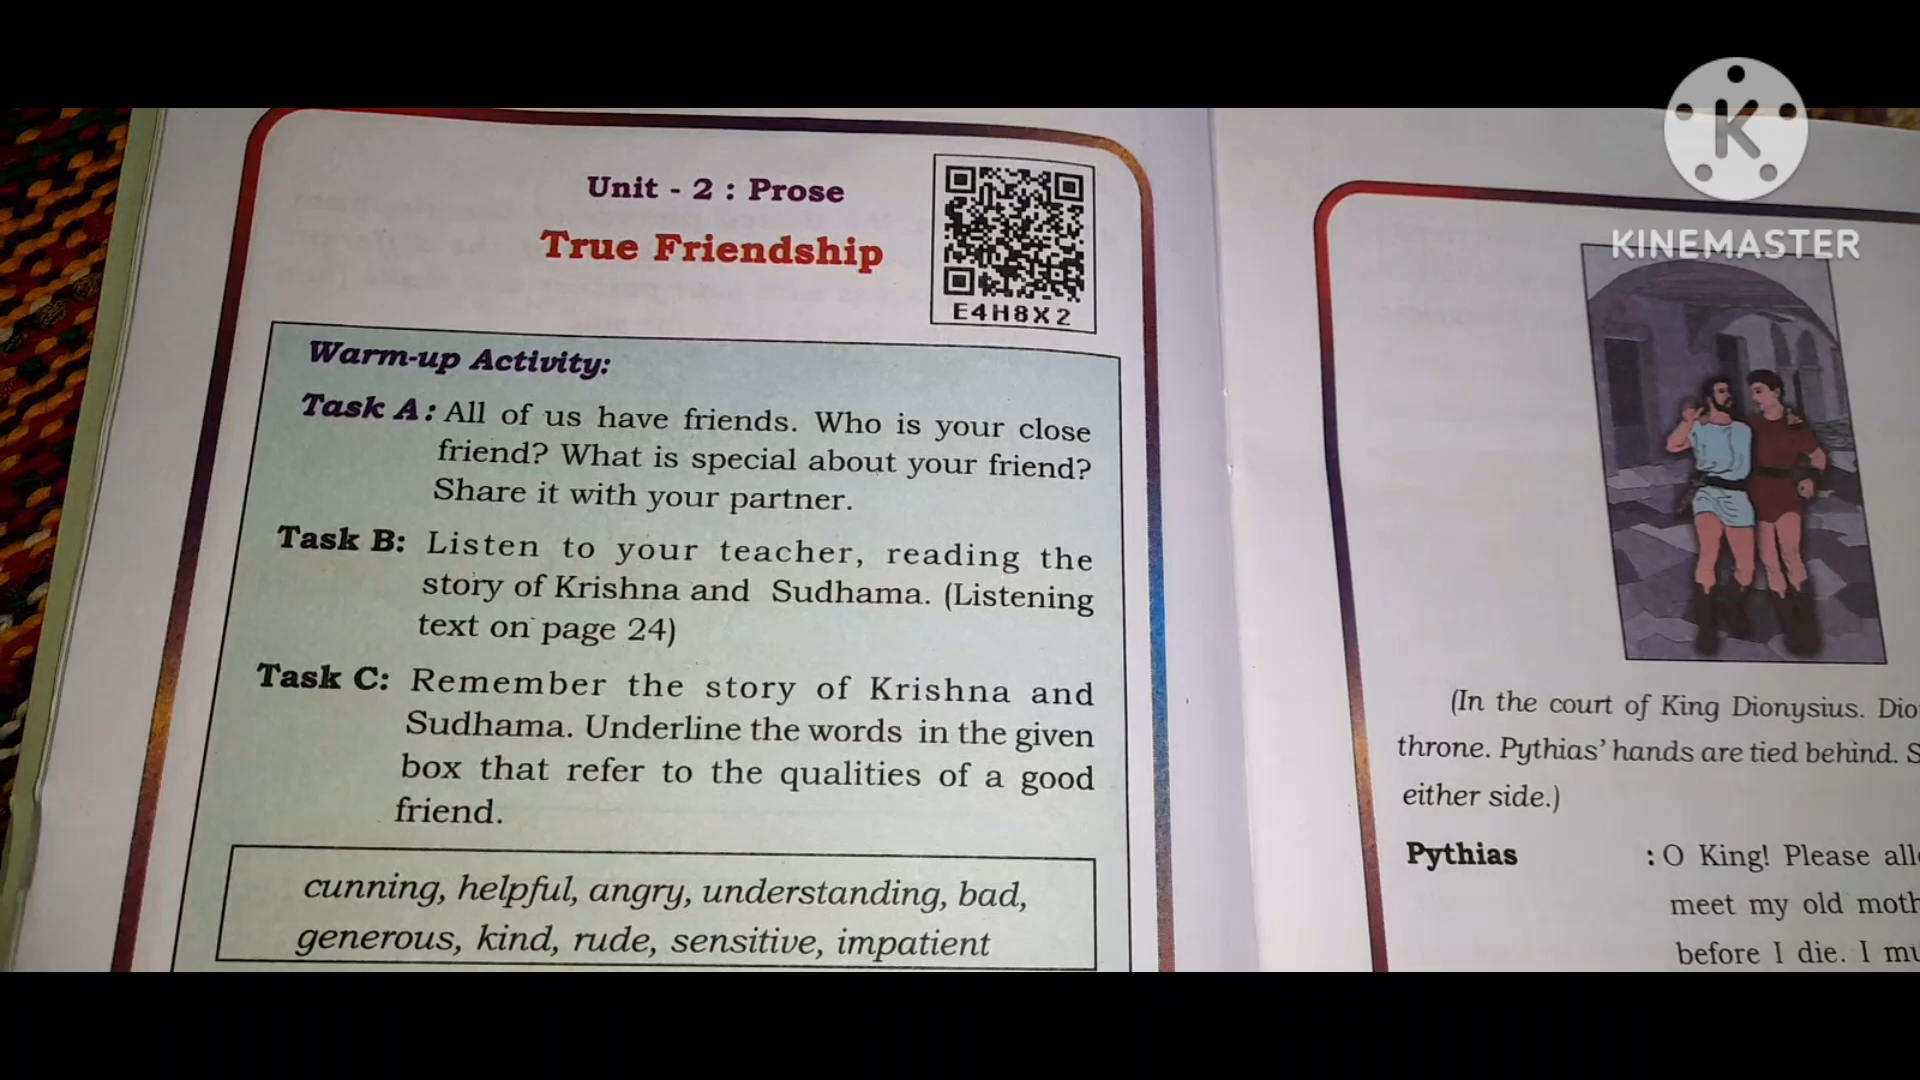 Unit - 2 : Prose
True Friendship
E4H8X2
Warm-up Activity:
Task A: All of us have friends. Who is your close
friend? What is special about your friend?
Share it with your partner.
Task B: Listen to your teacher, reading the
story of Krishna and Sudhama. (Listening
text on page 24)
Task C: Remember the story of Krishna and
Sudhama. Underline the words in the given
box that refer to the qualities of a good
friend.
cunning, helpful, angry, understanding, bad,
generous, kind, rude, sensitive, impatient
K
KINEMASTER
(In the court of King Dionysius.
throne. Pythias' hands are tied behind.
either side.)
Pythias : O King! Please
meet my old
before I die. I